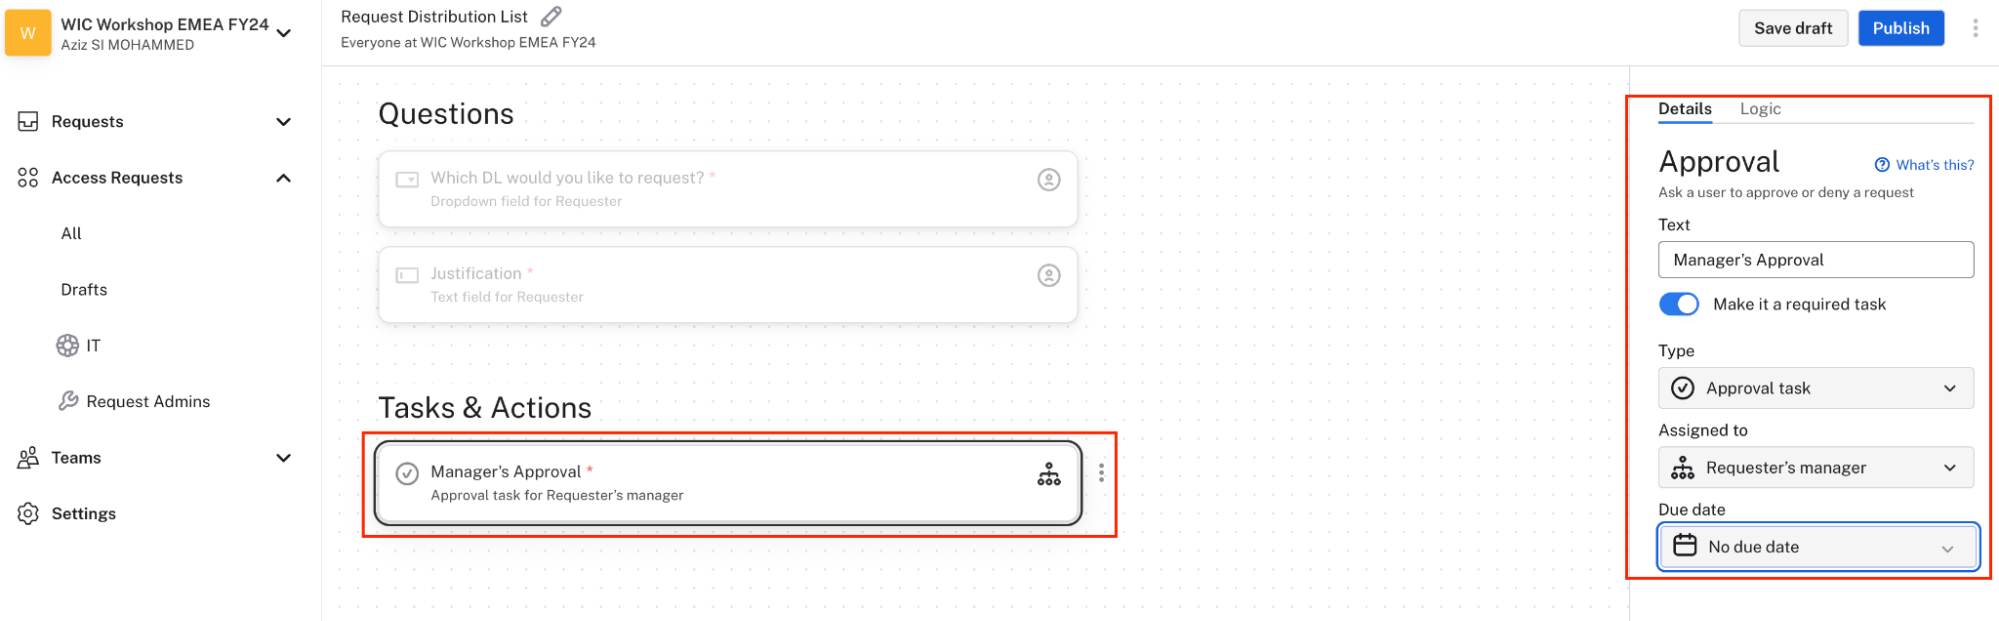 W
WIC Workshop EMEA FY24
Aziz SI MOHAMMED
Requests
Access Requests
All
Drafts
IT
Request Admins
Teams
Settings
Request Distribution List
Everyone at WIC Workshop EMEA FY24
Save draft
Publish
Questions
Which DL would you like to request? *
Dropdown field for Requester
Justification *
Text field for Requester
Tasks & Actions
Manager's Approval *
Approval task for Requester's manager
Details Logic
Approval
What's this?
Ask a user to approve or deny a request
Text
Manager's Approval
Make it a required task
Type
Approval task
Assigned to
Requester's manager
Due date
No due date